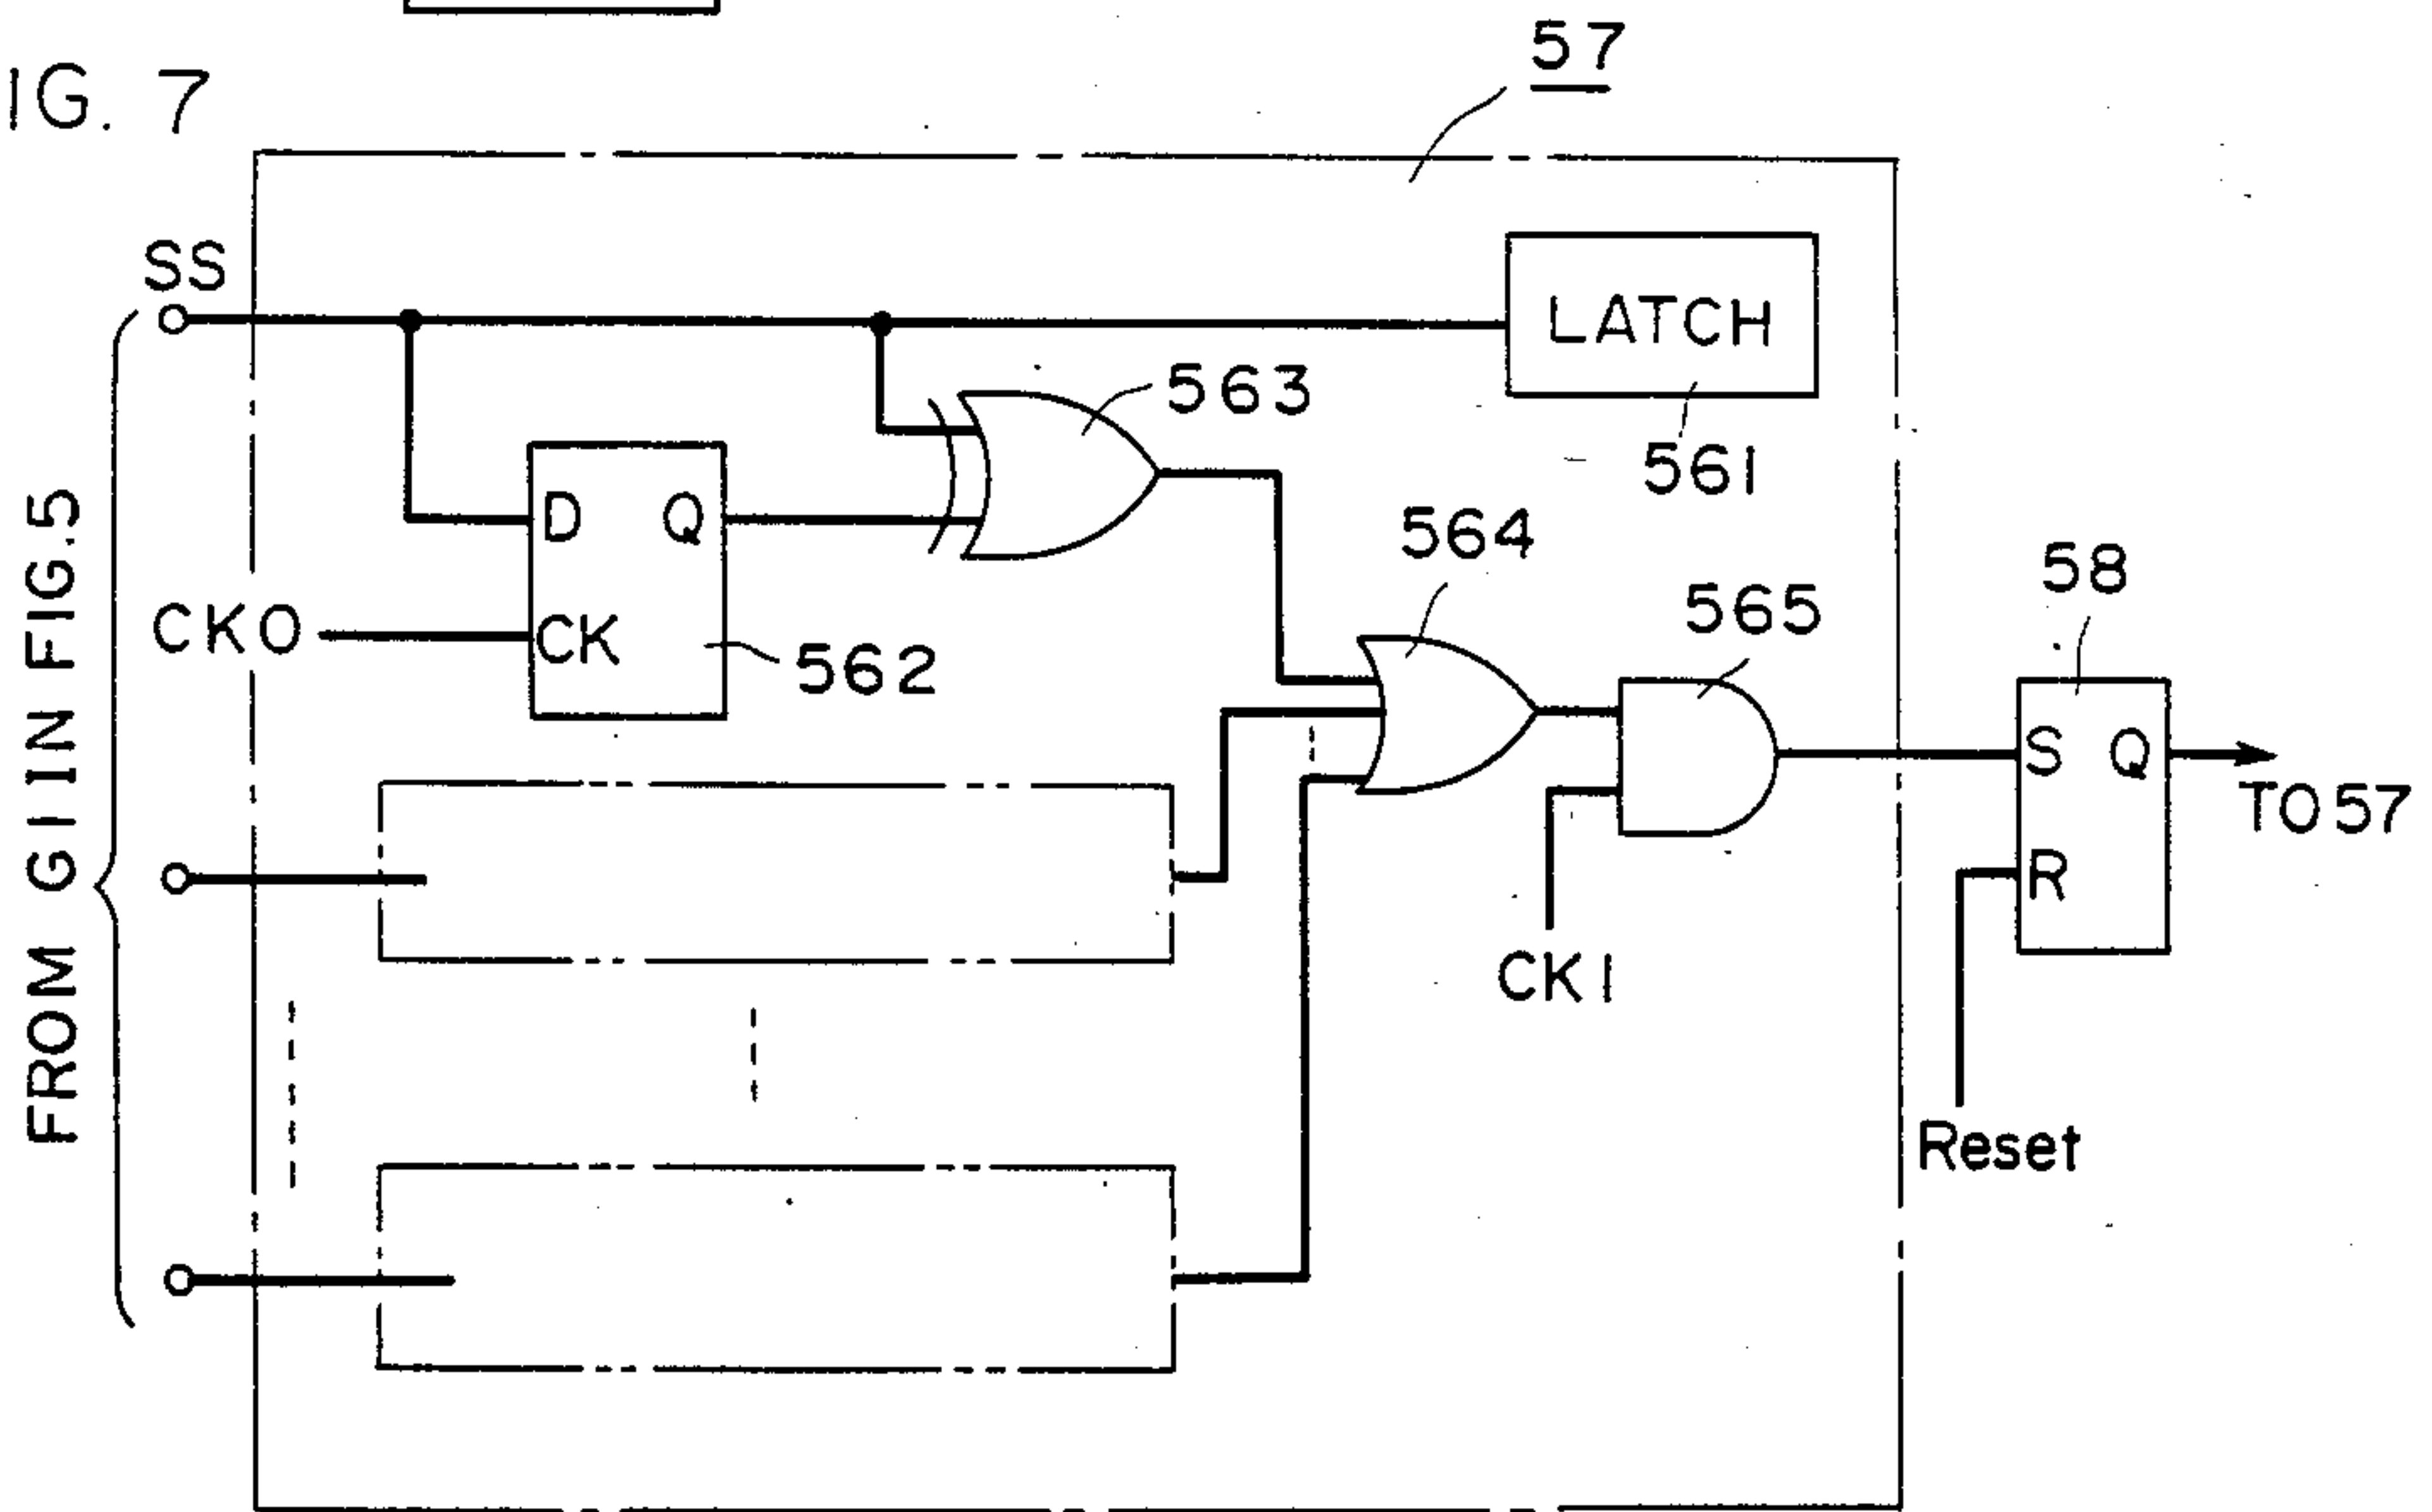 IG. 7
57
SS
LATCH
561
563
D Q
CK
562
CKO
564
565
58
S Q
R
TO 57
CK1
Reset
FROM G1 IN FIG.5